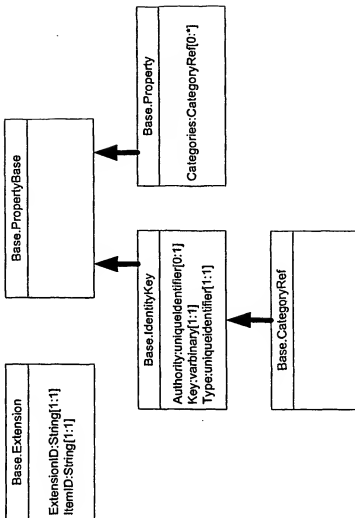 Base.Extension
ExtensionID:String[1:1]
ItemID:String[1:1]
Base.PropertyBase
Base.IdentityKey
Authority:uniqueIdentifier[0:1]
Key:varbinary[1:1]
Type:uniqueidentifier[1:1]
Base.Property
Categories:CategoryRef[0:*]
Base.CategoryRef